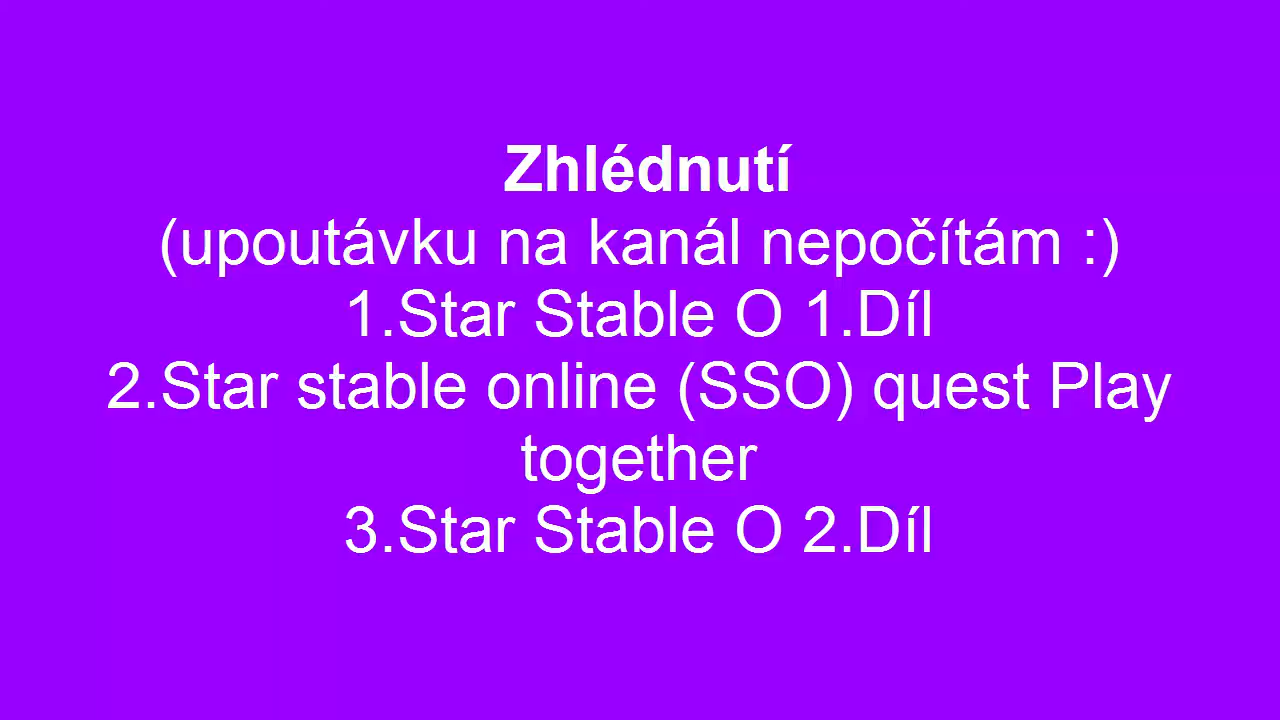 Zhlédnutí
(upoutávku na kanál nepočítám :)
1.Star Stable O 1.Díl
2.Star stable online (SSO) quest Play
together
3.Star Stable O 2.Díl